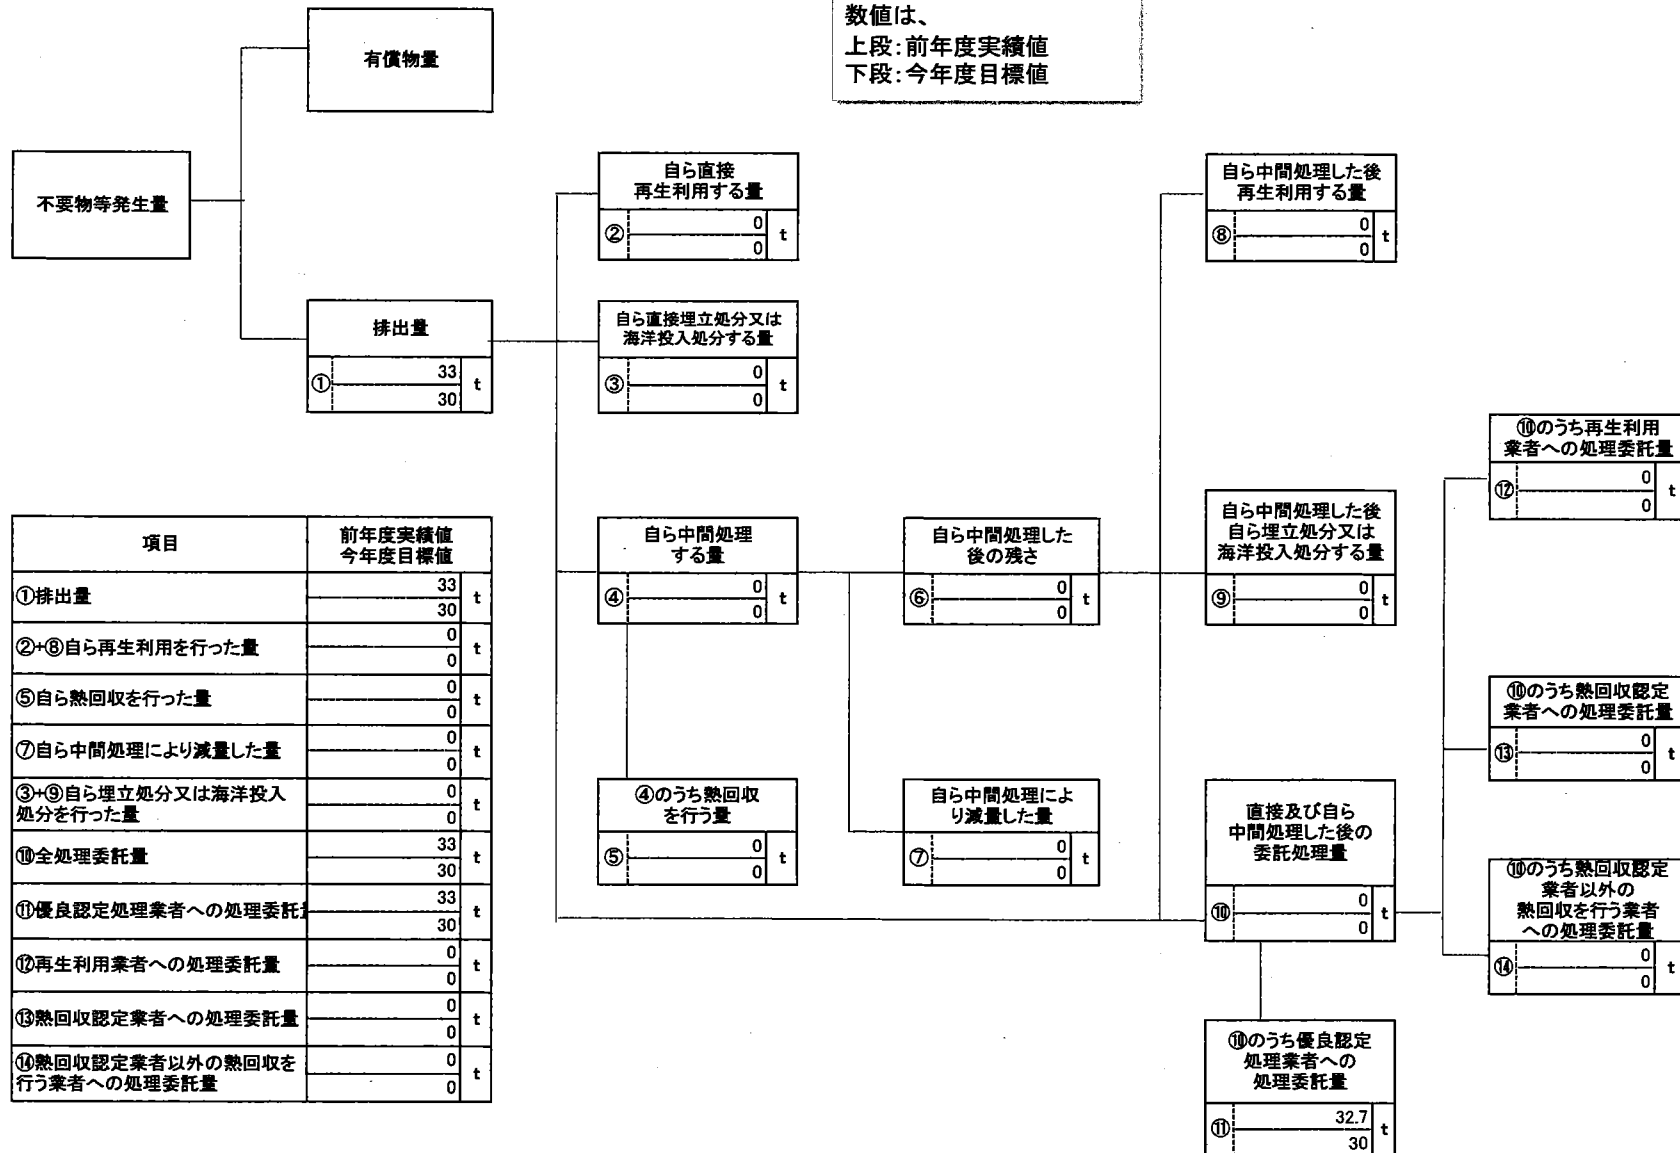 数値は、
上段:前年度実績値
下段:今年度目標値
有償物量
不要物等発生量
排出量
① 33 t
30
自ら直接
再生利用する量
② 0 t
0
自ら直接埋立処分又は
海洋投入処分する量
③ 0 t
0
自ら中間処理した後
再生利用する量
⑧ 0 t
0
自ら中間処理
する量
④ 0 t
0
自ら中間処理した
後の残さ
⑥ 0 t
0
自ら中間処理した後
自ら埋立処分又は
海洋投入処分する量
⑨ 0 t
0
⑩のうち再生利用
業者への処理委託量
⑫ 0 t
0
④のうち熱回収
を行う量
⑤ 0 t
0
自ら中間処理によ
り減量した量
⑦ 0 t
0
直接及び自ら
中間処理した後の
委託処理量
⑩ 0 t
0
⑩のうち熱回収認定
業者への処理委託量
⑬ 0 t
0
⑩のうち熱回収認定
業者以外の
熱回収を行う業者
への処理委託量
⑭ 0 t
0
⑩のうち優良認定
処理業者への
処理委託量
⑪ 32.7 t
30
項目 前年度実績値
今年度目標値
①排出量 33 t
30
②+⑧自ら再生利用を行った量 0 t
0
⑤自ら熱回収を行った量 0 t
0
⑦自ら中間処理により減量した量 0 t
0
③+⑨自ら埋立処分又は海洋投入
処分を行った量 0 t
0
⑩全処理委託量 33 t
30
⑪優良認定処理業者への処理委託 33 t
30
⑫再生利用業者への処理委託量 0 t
0
⑬熱回収認定業者への処理委託量 0 t
0
⑭熱回収認定業者以外の熱回収を
行う業者への処理委託量 0 t
0